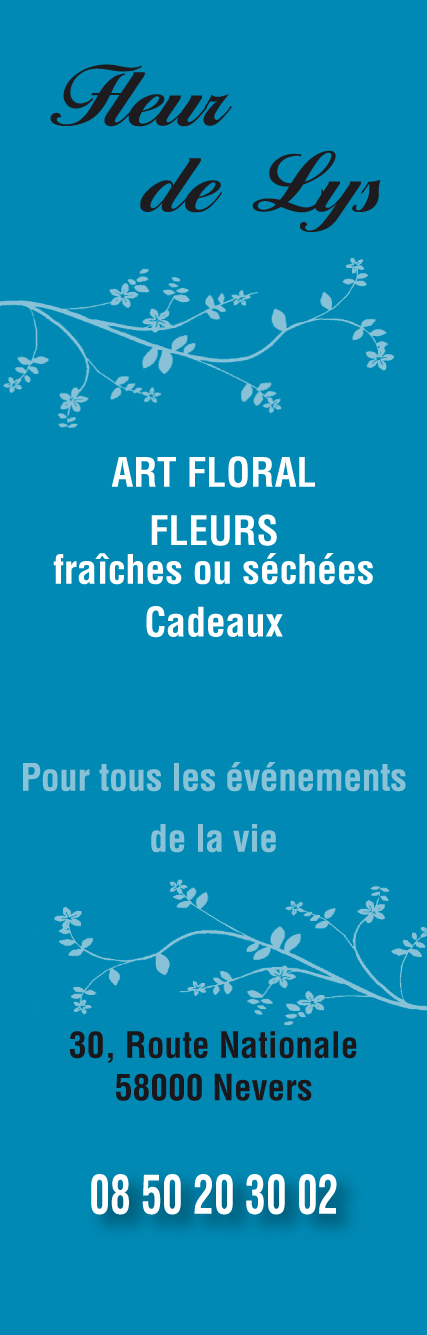 Fleur
de Lys
ART FLORAL
FLEURS
fraîches ou séchées
Cadeaux
Pour tous les événements
de la vie
30, Route Nationale
58000 Nevers
08 50 20 30 02